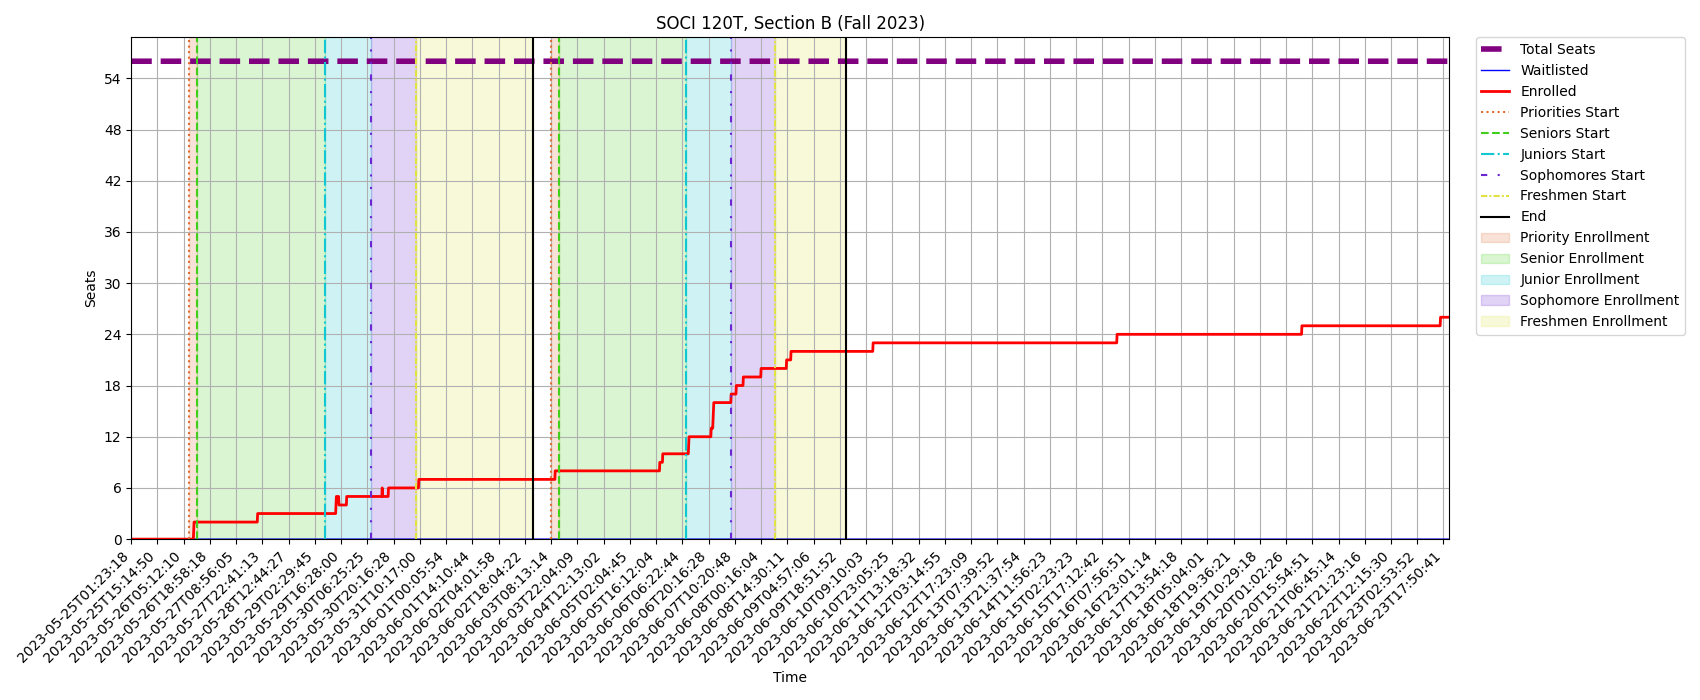 SOCI 120T, Section B (Fall 2023)
Seats
54
48
42
36
30
24
18
12
6
0
Total Seats
Waitlisted
Enrolled
Priorities Start
Seniors Start
Juniors Start
Sophomores Start
Freshmen Start
End
Priority Enrollment
Senior Enrollment
Junior Enrollment
Sophomore Enrollment
Freshmen Enrollment
2023-05-25T01:23:18
2023-05-25T15:14:50
2023-05-26T05:12:10
2023-05-26T18:58:18
2023-05-27T08:56:05
2023-05-27T22:41:13
2023-05-28T12:44:27
2023-05-29T02:29:45
2023-05-29T16:28:00
2023-05-30T06:25:25
2023-05-30T20:16:28
2023-05-31T10:17:00
2023-06-01T00:05:54
2023-06-01T14:10:44
2023-06-02T04:01:58
2023-06-02T18:04:22
2023-06-03T08:13:14
2023-06-03T22:04:09
2023-06-04T12:13:02
2023-06-05T02:04:45
2023-06-05T16:12:04
2023-06-06T06:22:44
2023-06-06T20:16:28
2023-06-07T10:20:48
2023-06-08T00:16:04
2023-06-08T14:30:11
2023-06-09T04:57:06
2023-06-09T18:51:52
2023-06-10T09:10:03
2023-06-10T23:05:25
2023-06-11T13:18:32
2023-06-12T03:14:55
2023-06-12T17:23:09
2023-06-13T07:39:52
2023-06-13T21:37:54
2023-06-14T11:56:23
2023-06-15T02:23:23
2023-06-15T17:12:42
2023-06-16T07:56:51
2023-06-16T23:01:14
2023-06-17T13:54:18
2023-06-18T05:04:01
2023-06-18T19:36:21
2023-06-19T10:29:18
2023-06-20T01:02:26
2023-06-20T15:54:51
2023-06-21T06:45:14
2023-06-21T21:23:16
2023-06-22T12:15:30
2023-06-23T02:53:52
2023-06-23T17:50:41
Time